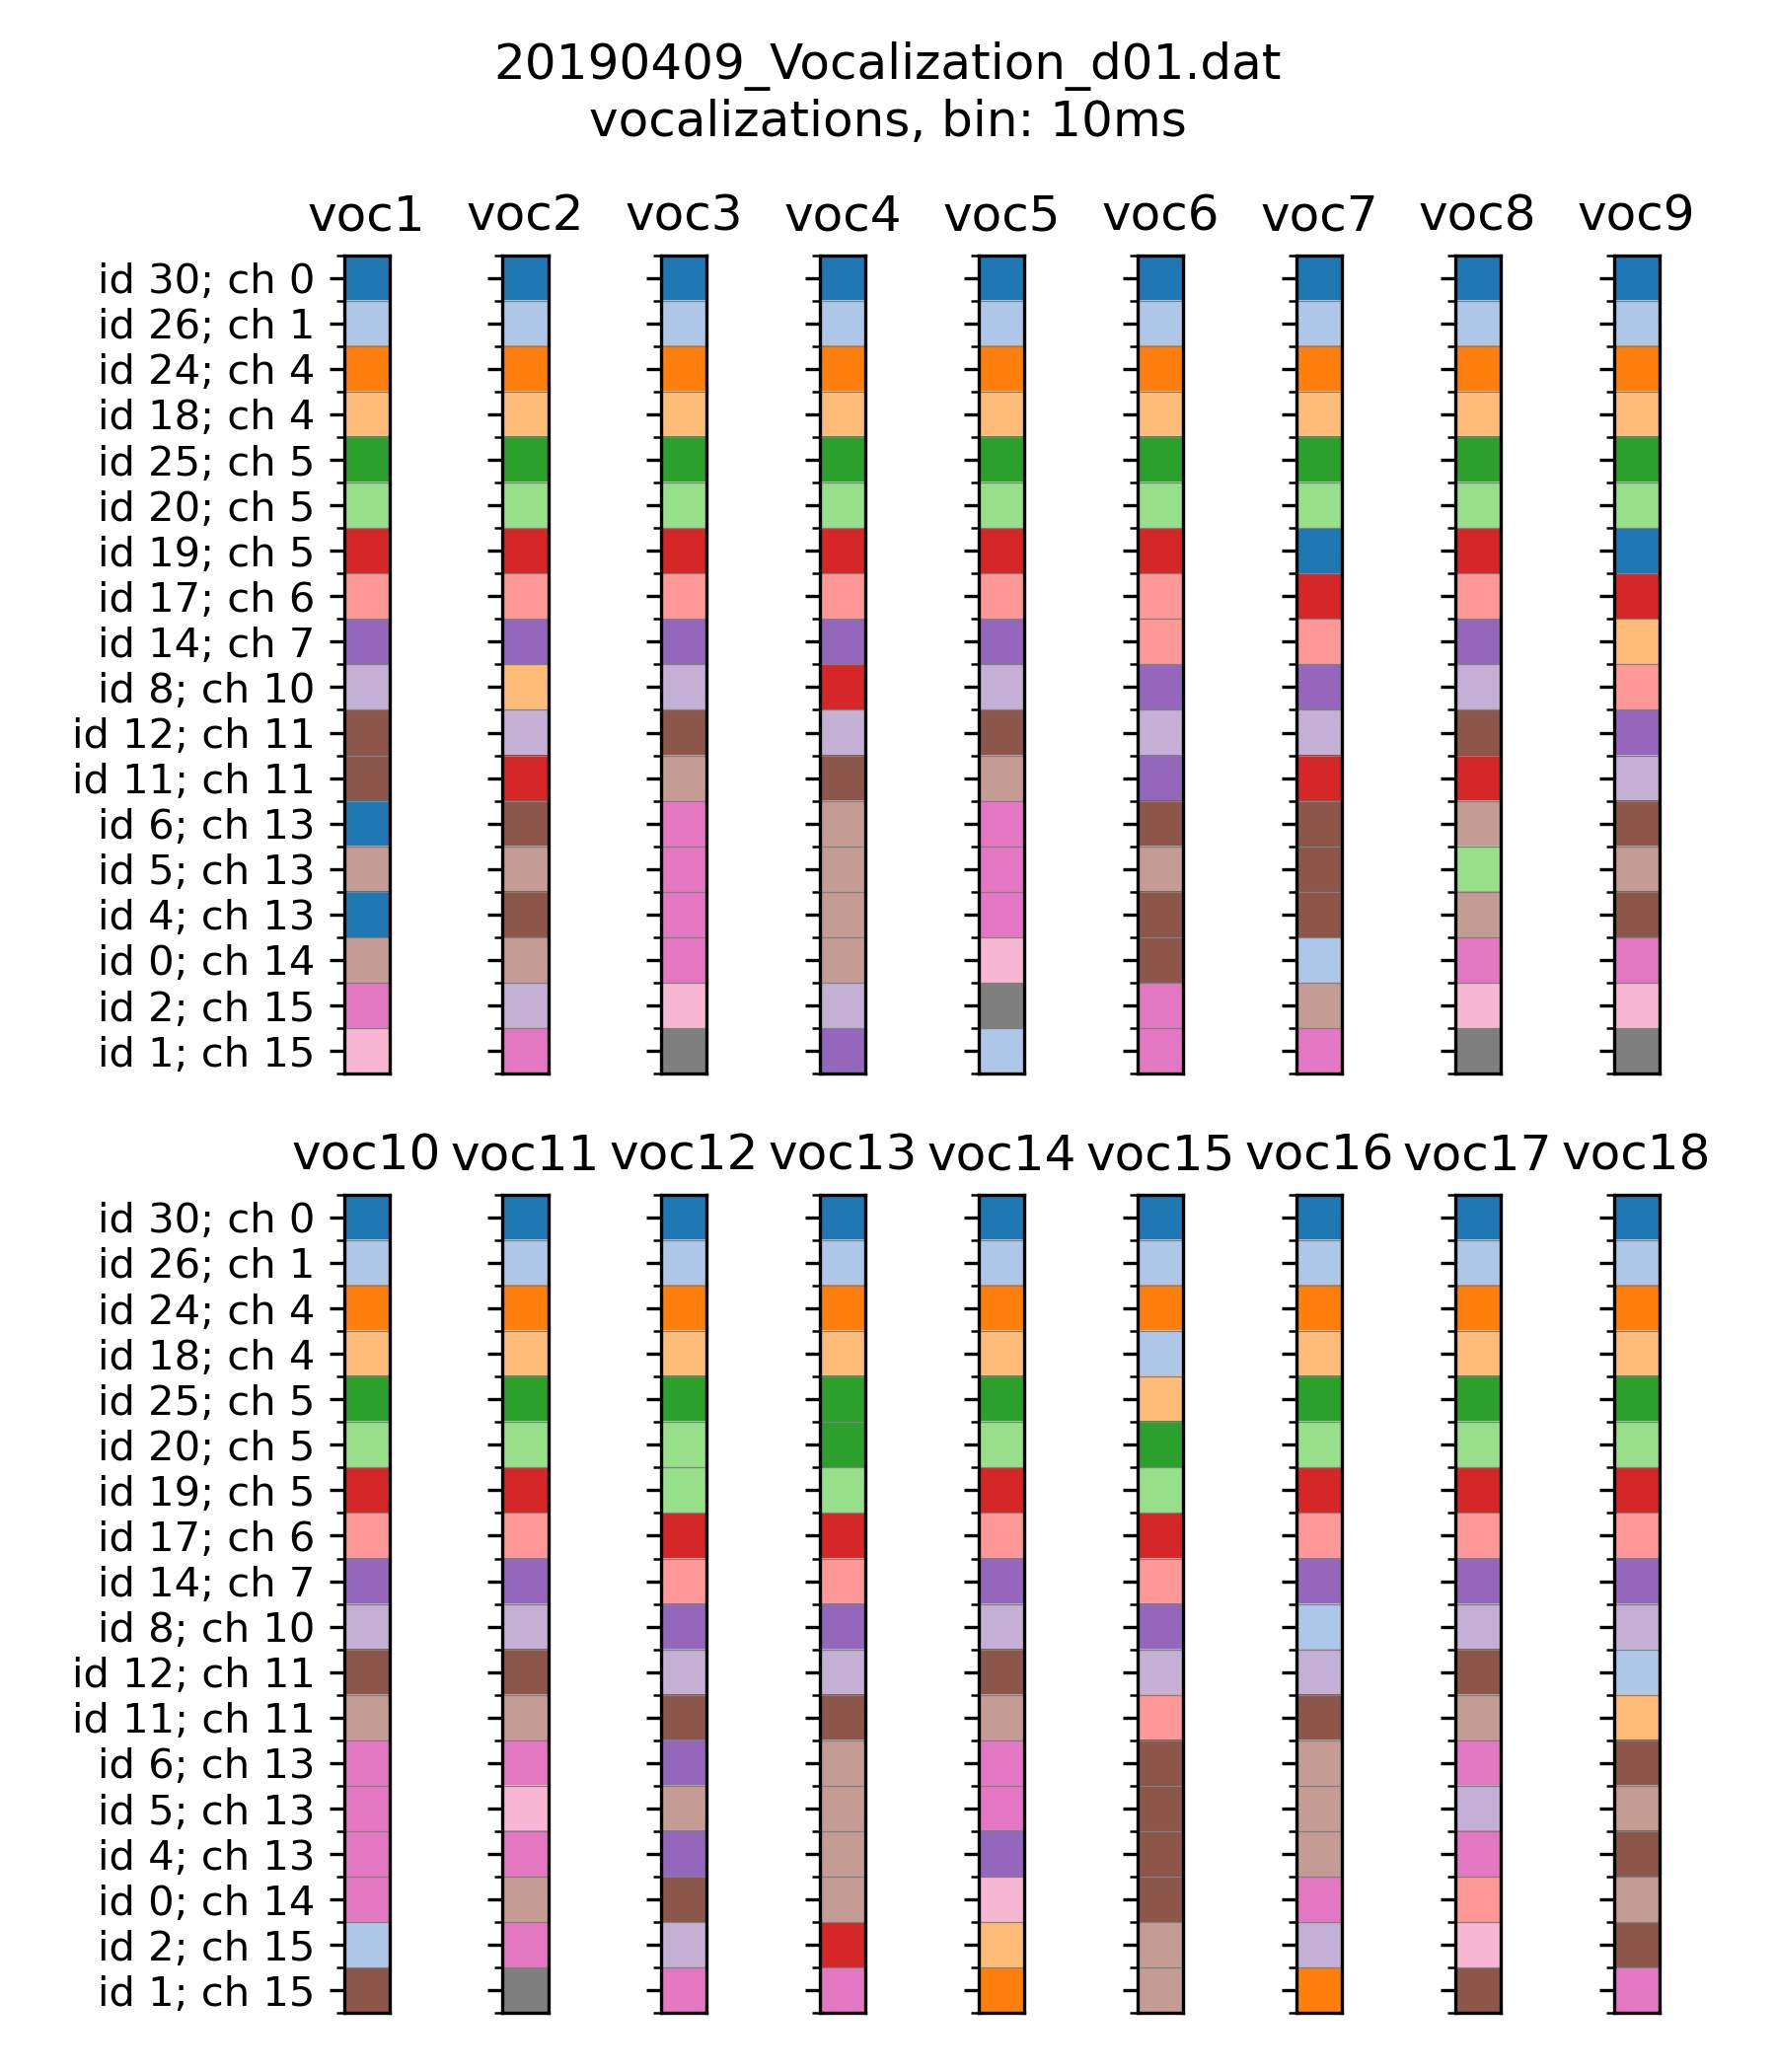 20190409_Vocalization_d01.dat
vocalizations, bin: 10ms
voc1 voc2 voc3 voc4 voc5 voc6 voc7 voc8 voc9
id 30; ch 0
id 26; ch 1
id 24; ch 4
id 18; ch 4
id 25; ch 5
id 20; ch 5
id 19; ch 5
id 17; ch 6
id 14; ch 7
id 8; ch 10
id 12; ch 11
id 11; ch 11
id 6; ch 13
id 5; ch 13
id 4; ch 13
id 0; ch 14
id 2; ch 15
id 1; ch 15
voc10 voc11 voc12 voc13 voc14 voc15 voc16 voc17 voc18
id 30; ch 0
id 26; ch 1
id 24; ch 4
id 18; ch 4
id 25; ch 5
id 20; ch 5
id 19; ch 5
id 17; ch 6
id 14; ch 7
id 8; ch 10
id 12; ch 11
id 11; ch 11
id 6; ch 13
id 5; ch 13
id 4; ch 13
id 0; ch 14
id 2; ch 15
id 1; ch 15